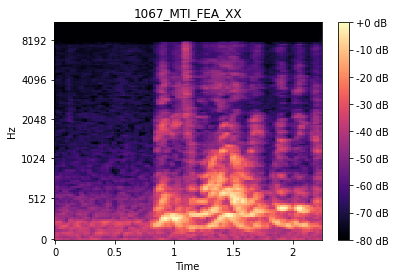 1067_MTI_FEA_XX
+0 dB
8192
-10 dB
4096
-20 dB
-30 dB
2048
Hz
-40 dB
1024
-50 dB
512
-60 dB
-70 dB
0
-80 dB
0
0.5
1
1.5
2
Time